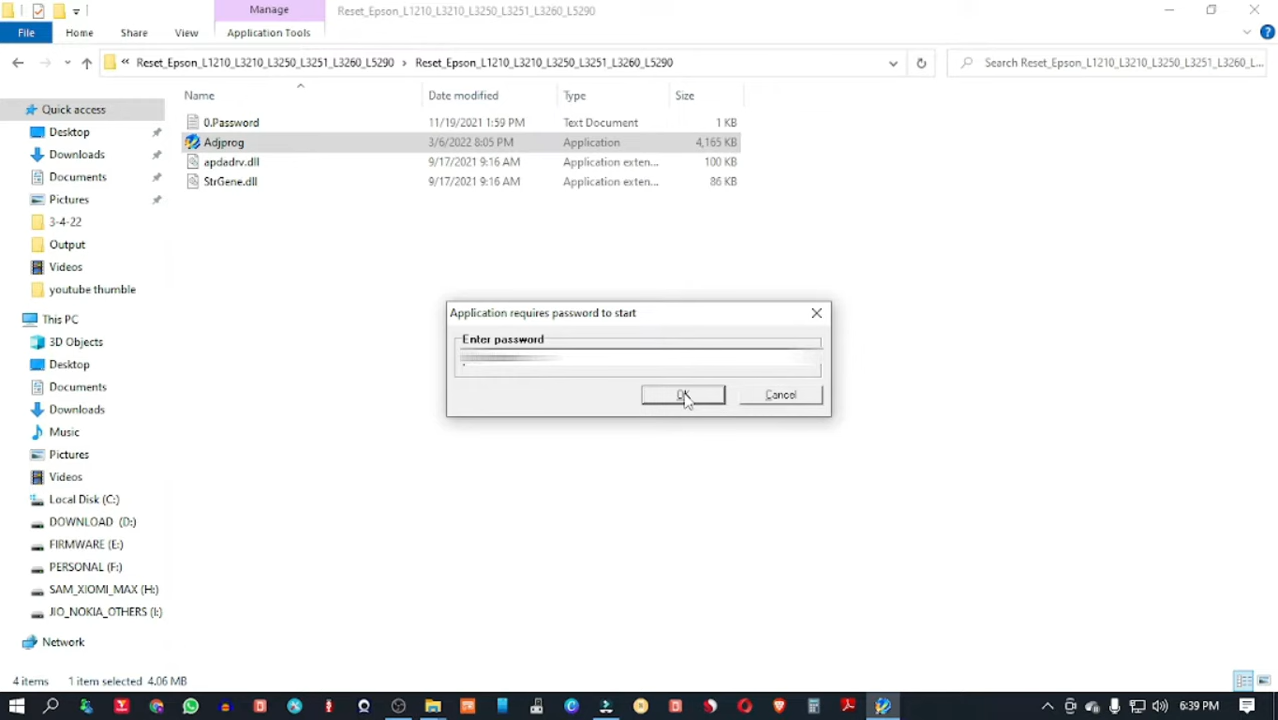 Manage
Reset_Epson_L1210_L3210_L3250_L3251_L3260_L5290
File
Home
Share
View
Application Tools
Reset_Epson_L1210_L3210_L3250_L3251_L3260_L5290
Reset_Epson_L1210_L3210_L3250_L3251_L3260_L5290
Search Reset_Epson_L1210_L3210_L3250_L3251_L3260_L...
Name
Date modified
Type
Size
0.Password
11/19/2021 1:59 PM
Text Document
1 KB
Adjprog
3/6/2022 8:05 PM
Application
4,165 KB
apdadrv.dll
9/17/2021 9:16 AM
Application exten...
100 KB
StrGene.dll
9/17/2021 9:16 AM
Application exten...
86 KB
Quick access
Desktop
Downloads
Documents
Pictures
3-4-22
Output
Videos
youtube thumble
This PC
3D Objects
Desktop
Documents
Downloads
Music
Pictures
Videos
Local Disk (C:)
DOWNLOAD (D:)
FIRMWARE (E:)
PERSONAL (F:)
SAM_XIOMI_MAX (H:)
JIO_NOKIA_OTHERS (I:)
Network
Application requires password to start
Enter password
OK
Cancel
4 items
1 item selected 4.06 MB
6:39 PM